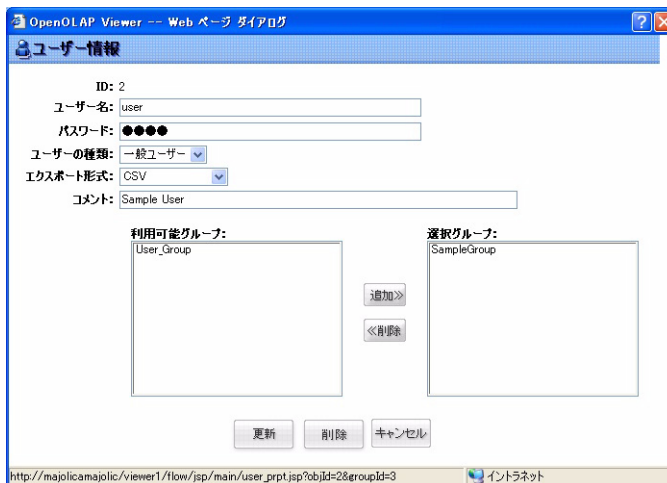 OpenOLAP Viewer -- Web ページ ダイアログ
ユーザー情報
ID: 2
ユーザー名: user
パスワード: ●●●●
ユーザーの種類: 一般ユーザー
エクスポート形式: CSV
コメント: Sample User
利用可能グループ: 選択グループ:
User_Group SampleGroup
追加≫
≪削除
更新 削除 キャンセル
http://majolicamajolic/viewer1/flow/jsp/main/user_prpt.jsp?objId=2&groupId=3 イントラネット